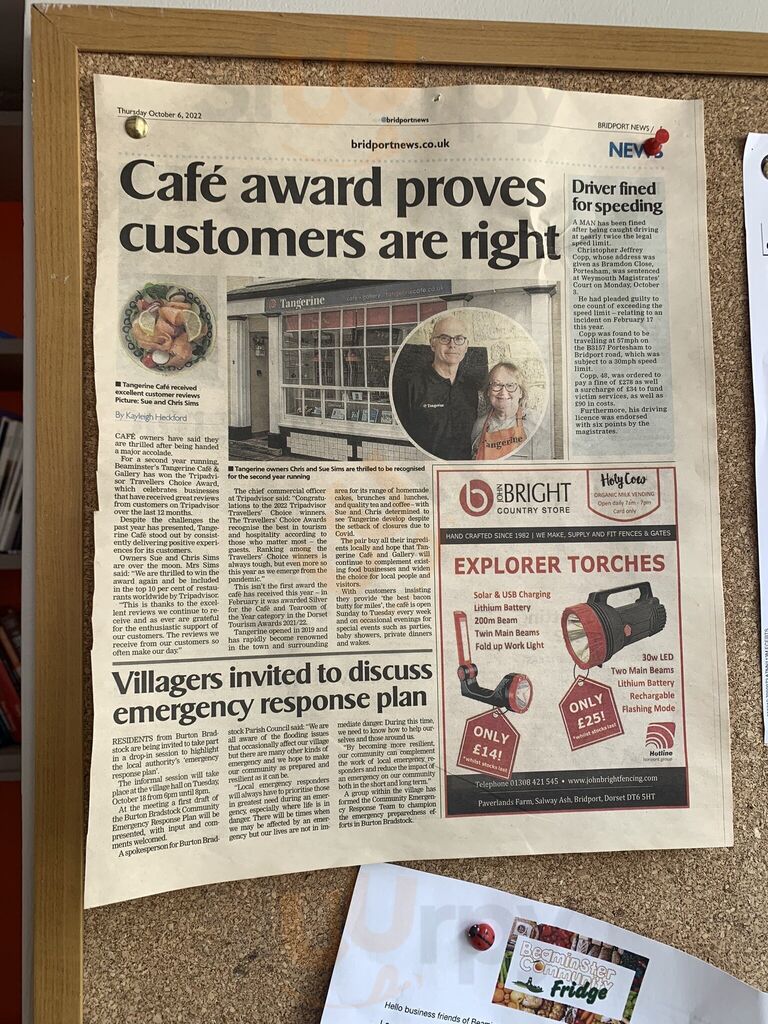 Thursday October 6, 2022
@bridportnews
BRIDPORT NEWS /
bridportnews.co.uk
NEWS
Café award proves
customers are right
Tangerine
café • gallery • tangerinecafe.co.uk
Tangerine
■ Tangerine Café received
excellent customer reviews
Picture: Sue and Chris Sims
By Kayleigh Heckford
■ Tangerine owners Chris and Sue Sims are thrilled to be recognised
for the second year running
CAFÉ owners have said they
are thrilled after being handed
a major accolade.
For a second year running,
Beaminster's Tangerine Café &
Gallery has won the Tripadvi-
sor Travellers Choice Award,
which celebrates businesses
that have received great reviews
from customers on Tripadvisor
over the last 12 months.
Despite the challenges the
past year has presented, Tange-
rine Café stood out by consist-
ently delivering positive experi-
ences for its customers.
Owners Sue and Chris Sims
are over the moon. Mrs Sims
said: "We are thrilled to win the
award again and be included
in the top 10 per cent of restau-
rants worldwide by Tripadvisor.
"This is thanks to the excel-
lent reviews we continue to re-
ceive and as ever are grateful
for the enthusiastic support of
our customers. The reviews we
receive from our customers so
often make our day."
The chief commercial officer
at Tripadvisor said: "Congratu-
lations to the 2022 Tripadvisor
Travellers' Choice winners.
The Travellers' Choice Awards
recognise the best in tourism
and hospitality according to
those who matter most – the
guests. Ranking among the
Travellers' Choice winners is
always tough, but even more so
this year as we emerge from the
pandemic."
This isn't the first award the
café has received this year – in
February it was awarded Silver
for the Café and Tearoom of
the Year category in the Dorset
Tourism Awards 2021/22.
Tangerine opened in 2019 and
has rapidly become renowned
in the town and surrounding
area for its range of homemade
cakes, brunches and lunches,
and quality tea and coffee – with
Sue and Chris determined to
see Tangerine develop despite
the setback of closures due to
Covid.
The pair buy all their ingredi-
ents locally and hope that Tan-
gerine Café and Gallery will
continue to complement exist-
ing food businesses and widen
the choice for local people and
visitors.
With customers insisting
they provide 'the best bacon
butty for miles', the café is open
Sunday to Tuesday every week
and on occasional evenings for
special events such as parties,
baby showers, private dinners
and wakes.
Driver fined
for speeding
A MAN has been fined
after being caught driving
at nearly twice the legal
speed limit.
Christopher Jeffrey
Copp, whose address was
given as Bramdon Close,
Portesham, was sentenced
at Weymouth Magistrates'
Court on Monday, October
3.
He had pleaded guilty to
one count of exceeding the
speed limit – relating to an
incident on February 17
this year.
Copp was found to be
travelling at 57mph on
the B3157 Portesham to
Bridport road, which was
subject to a 30mph speed
limit.
Copp, 48, was ordered to
pay a fine of £278 as well
a surcharge of £34 to fund
victim services, as well as
£90 in costs.
Furthermore, his driving
licence was endorsed
with six points by the
magistrates.
Villagers invited to discuss
emergency response plan
RESIDENTS from Burton Brad-
stock are being invited to take part
in a drop-in session to highlight
the local authority's 'emergency
response plan'.
The informal session will take
place at the village hall on Tuesday,
October 18 from 6pm until 8pm.
At the meeting a first draft of
the Burton Bradstock Community
Emergency Response Plan will be
presented, with input and com-
ments welcomed.
A spokesperson for Burton Brad-
stock Parish Council said: "We are
all aware of the flooding issues
that occasionally affect our village
but there are many other kinds of
emergency and we hope to make
our community as prepared and
resilient as it can be.
"Local emergency responders
will always have to prioritise those
in greatest need during an emer-
gency, especially where life is in
danger. There will be times when
we may be affected by an emer-
gency but our lives are not in im-
mediate danger. During this time,
we need to know how to help our-
selves and those around us.
"By becoming more resilient,
our community can complement
the work of local emergency re-
sponders and reduce the impact of
an emergency on our community
both in the short and long term."
A group within the village has
formed the Community Emergen-
cy Response Team to champion
the emergency preparedness ef-
forts in Burton Bradstock.
JOHN BRIGHT
COUNTRY STORE
Holy Cow
ORGANIC MILK VENDING
Open daily 7am - 7pm
Card only
HAND CRAFTED SINCE 1982 | WE MAKE, SUPPLY AND FIT FENCES & GATES
EXPLORER TORCHES
Solar & USB Charging
Lithium Battery
200m Beam
Twin Main Beams
Fold up Work Light
30w LED
Two Main Beams
Lithium Battery
Rechargable
Flashing Mode
ONLY
£14!
*whilst stocks last
ONLY
£25!
*whilst stocks last
Hotline
Telephone 01308 421 545 • www.johnbrightfencing.com
Paverlands Farm, Salway Ash, Bridport, Dorset DT6 5HT
Beaminster
Community
Fridge
Hello business friends of